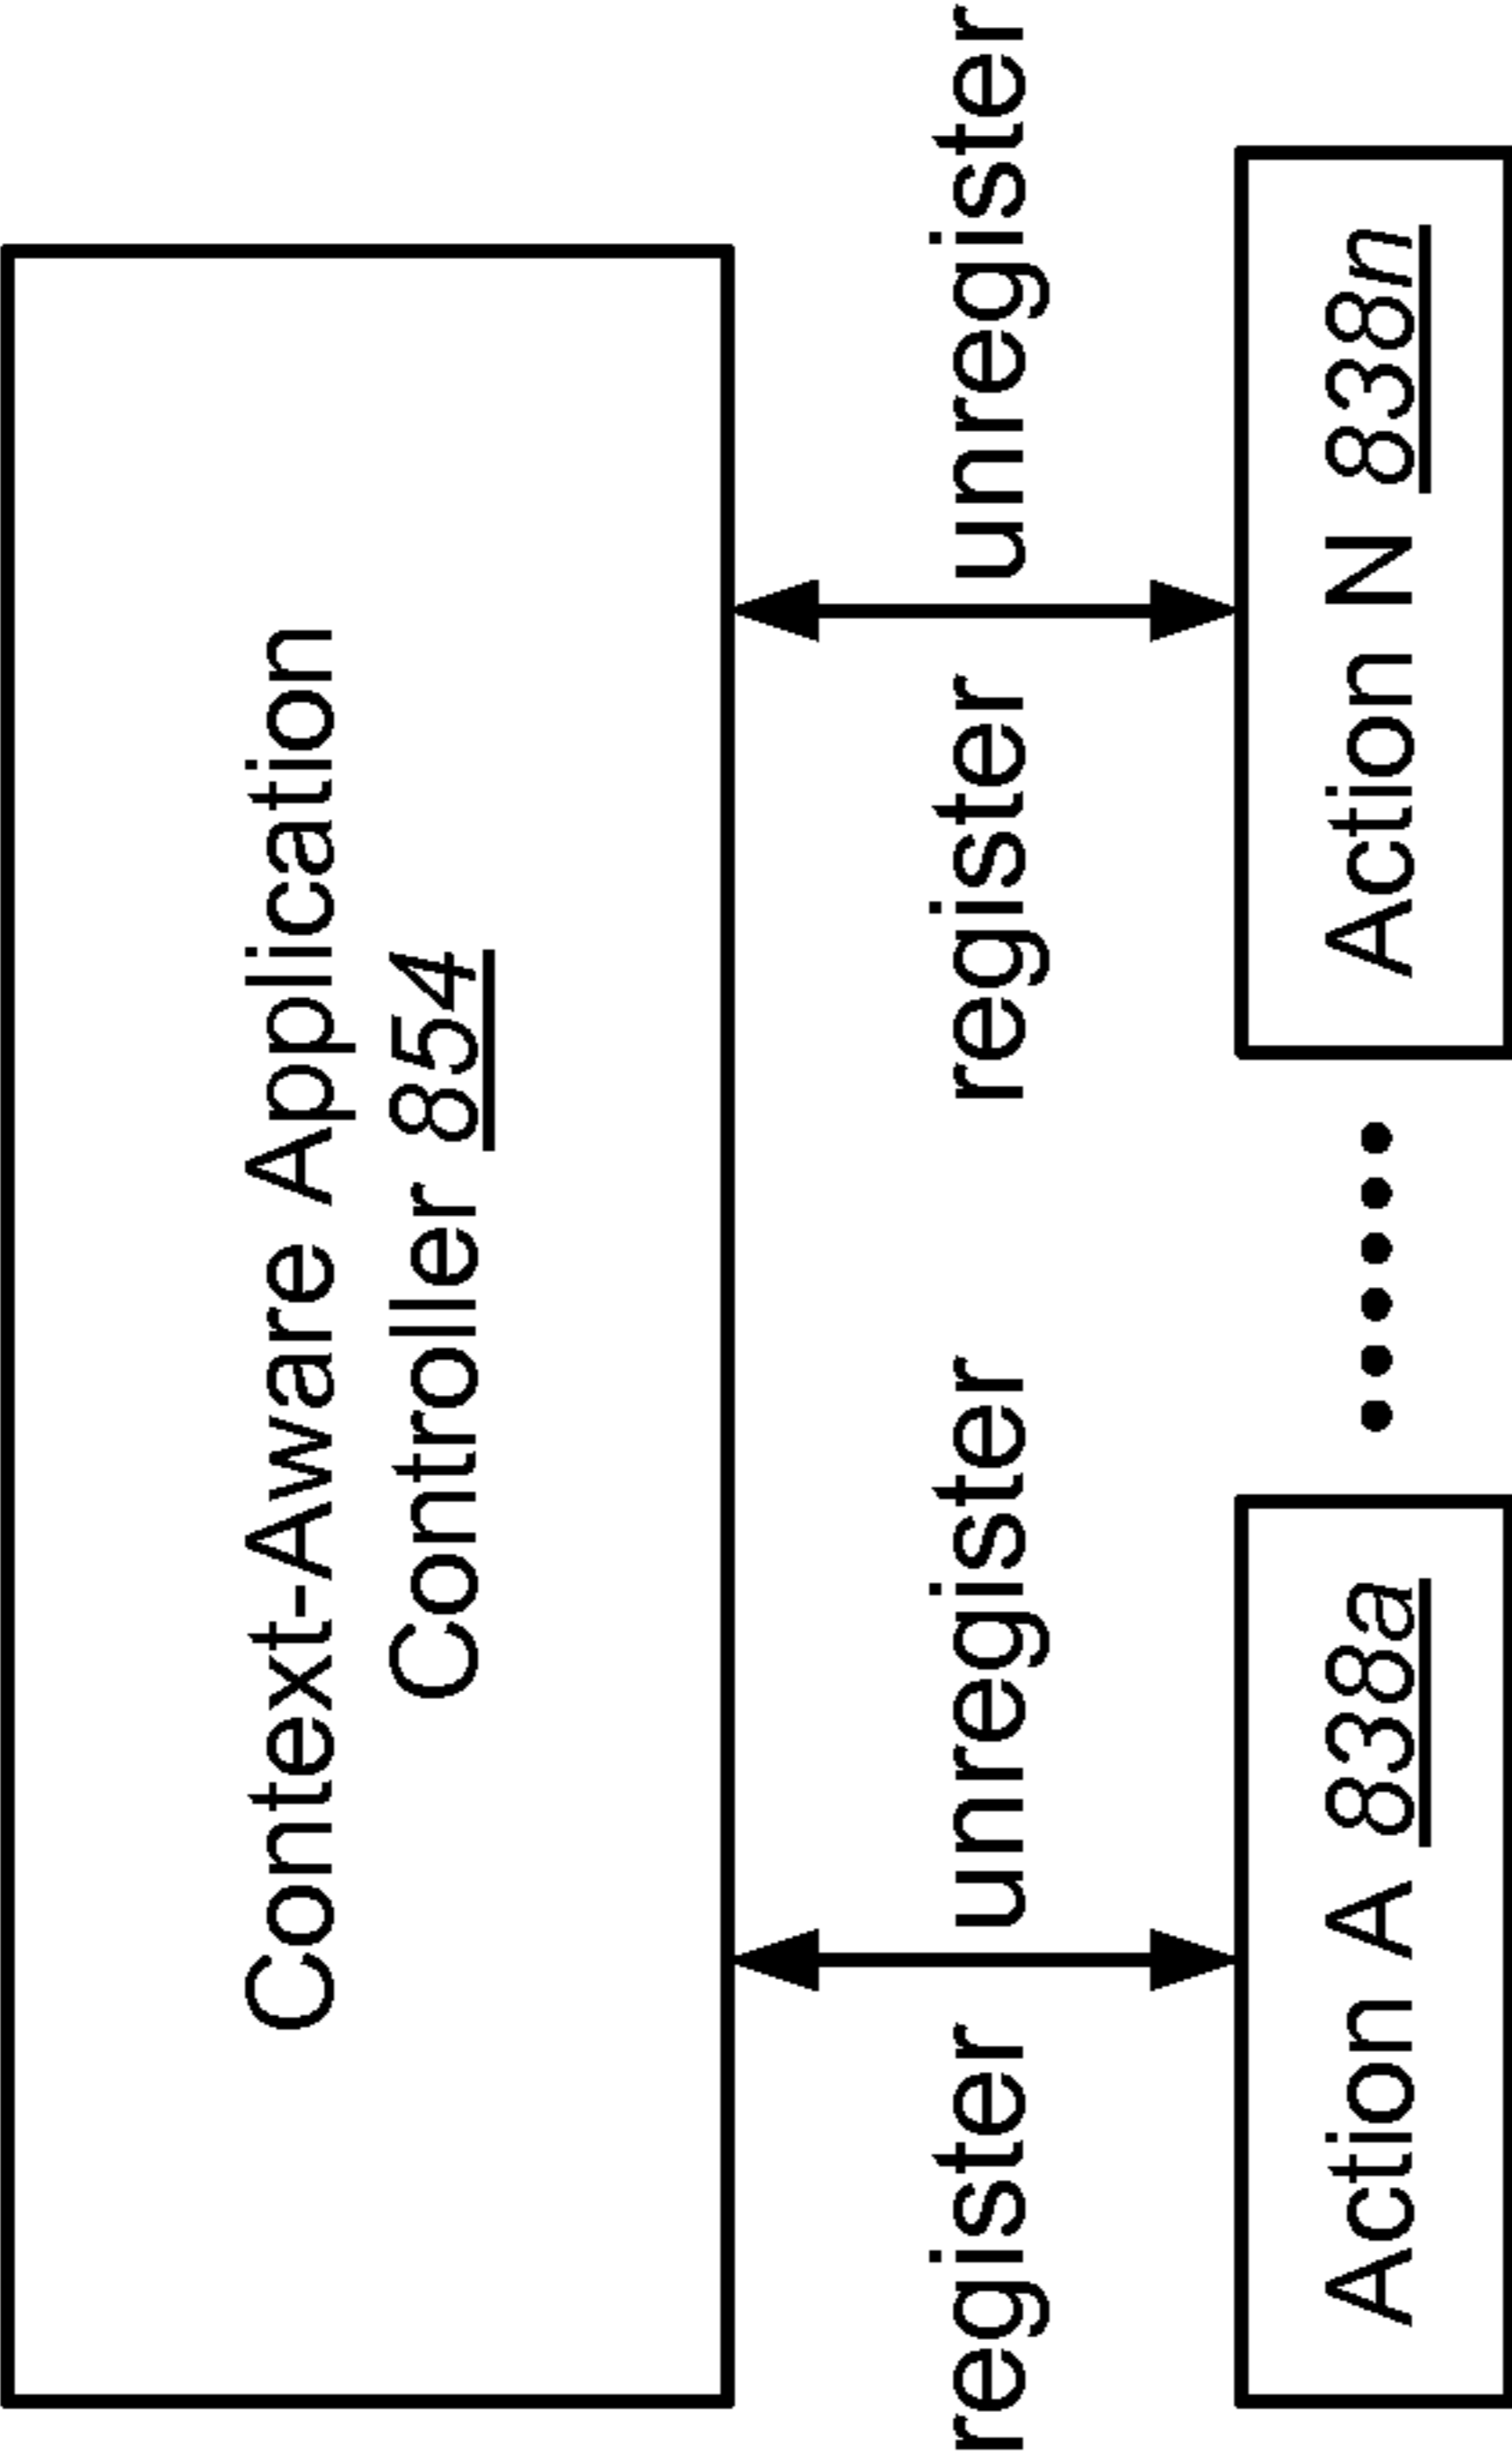 Context-Aware Application
Controller 854
register unregister register unregister
Action A 838a Action N 838n